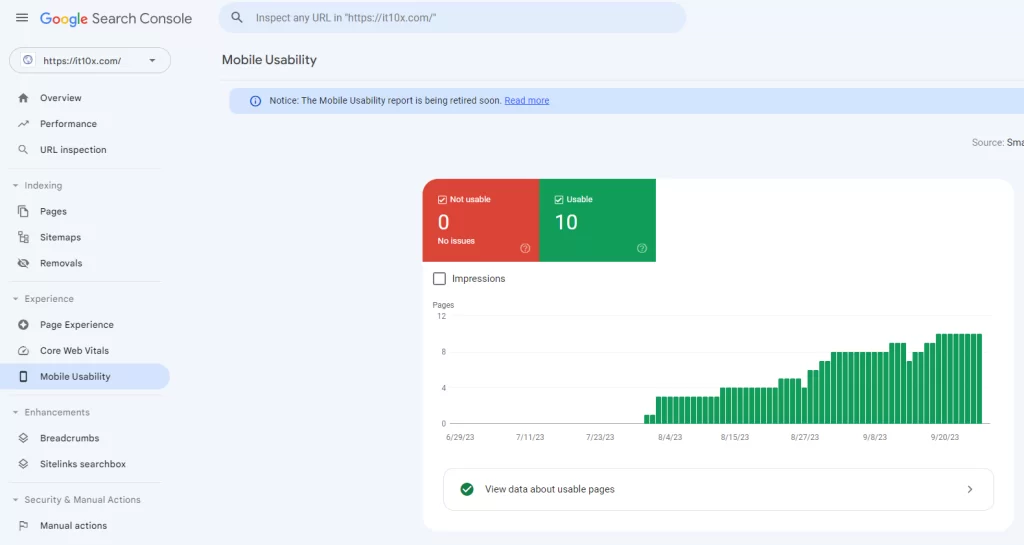 Google Search Console
Inspect any URL in "https://it10x.com/"
https://it10x.com/
Mobile Usability
Overview
Performance
URL inspection
Indexing
Pages
Sitemaps
Removals
Experience
Page Experience
Core Web Vitals
Mobile Usability
Enhancements
Breadcrumbs
Sitelinks searchbox
Security & Manual Actions
Manual actions
Notice: The Mobile Usability report is being retired soon. Read more
Source: Sma
Not usable
0
No issues
Usable
10
Impressions
Pages
12
8
4
0
6/29/23 7/11/23 7/23/23 8/4/23 8/15/23 8/27/23 9/8/23 9/20/23
View data about usable pages